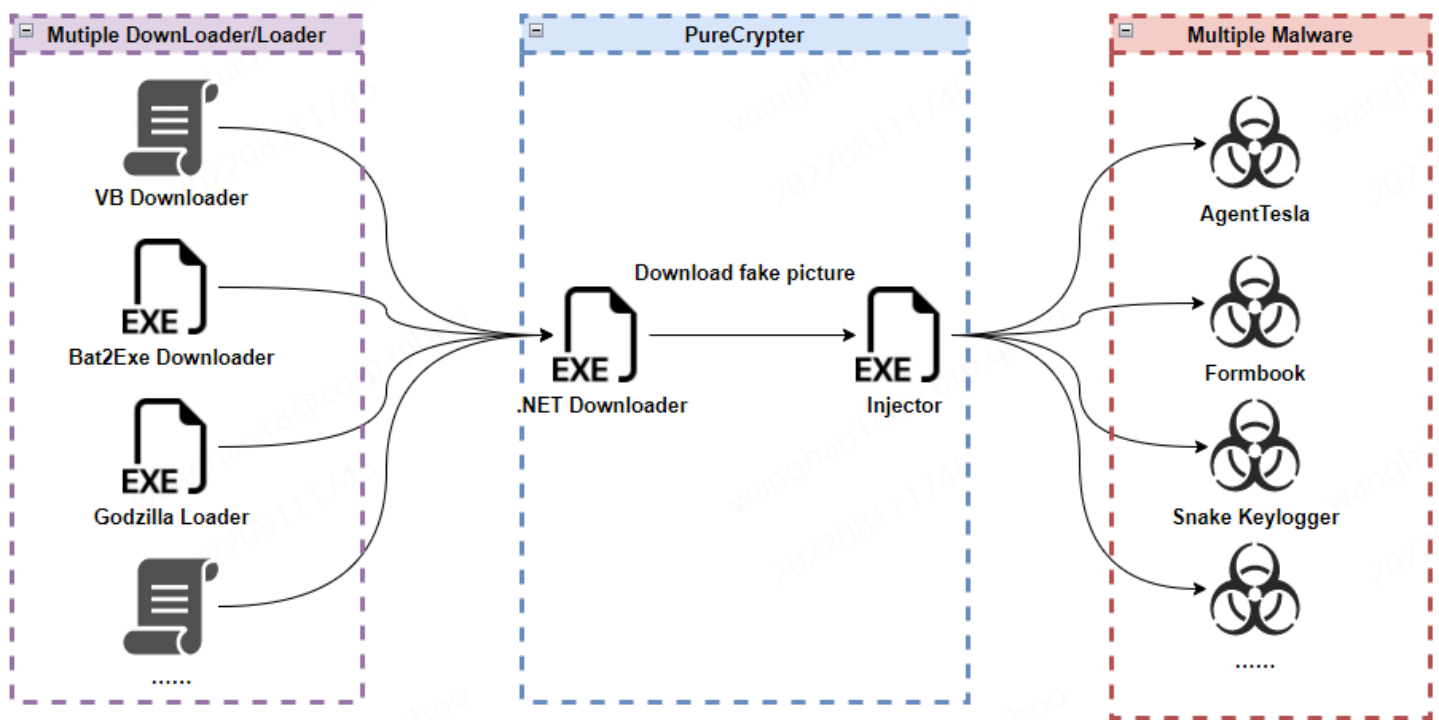 Mutiple DownLoader/Loader
VB Downloader
EXE
Bat2Exe Downloader
EXE
Godzilla Loader
......
PureCrypter
Download fake picture
EXE
.NET Downloader
EXE
Injector
Multiple Malware
AgentTesla
Formbook
Snake Keylogger
......